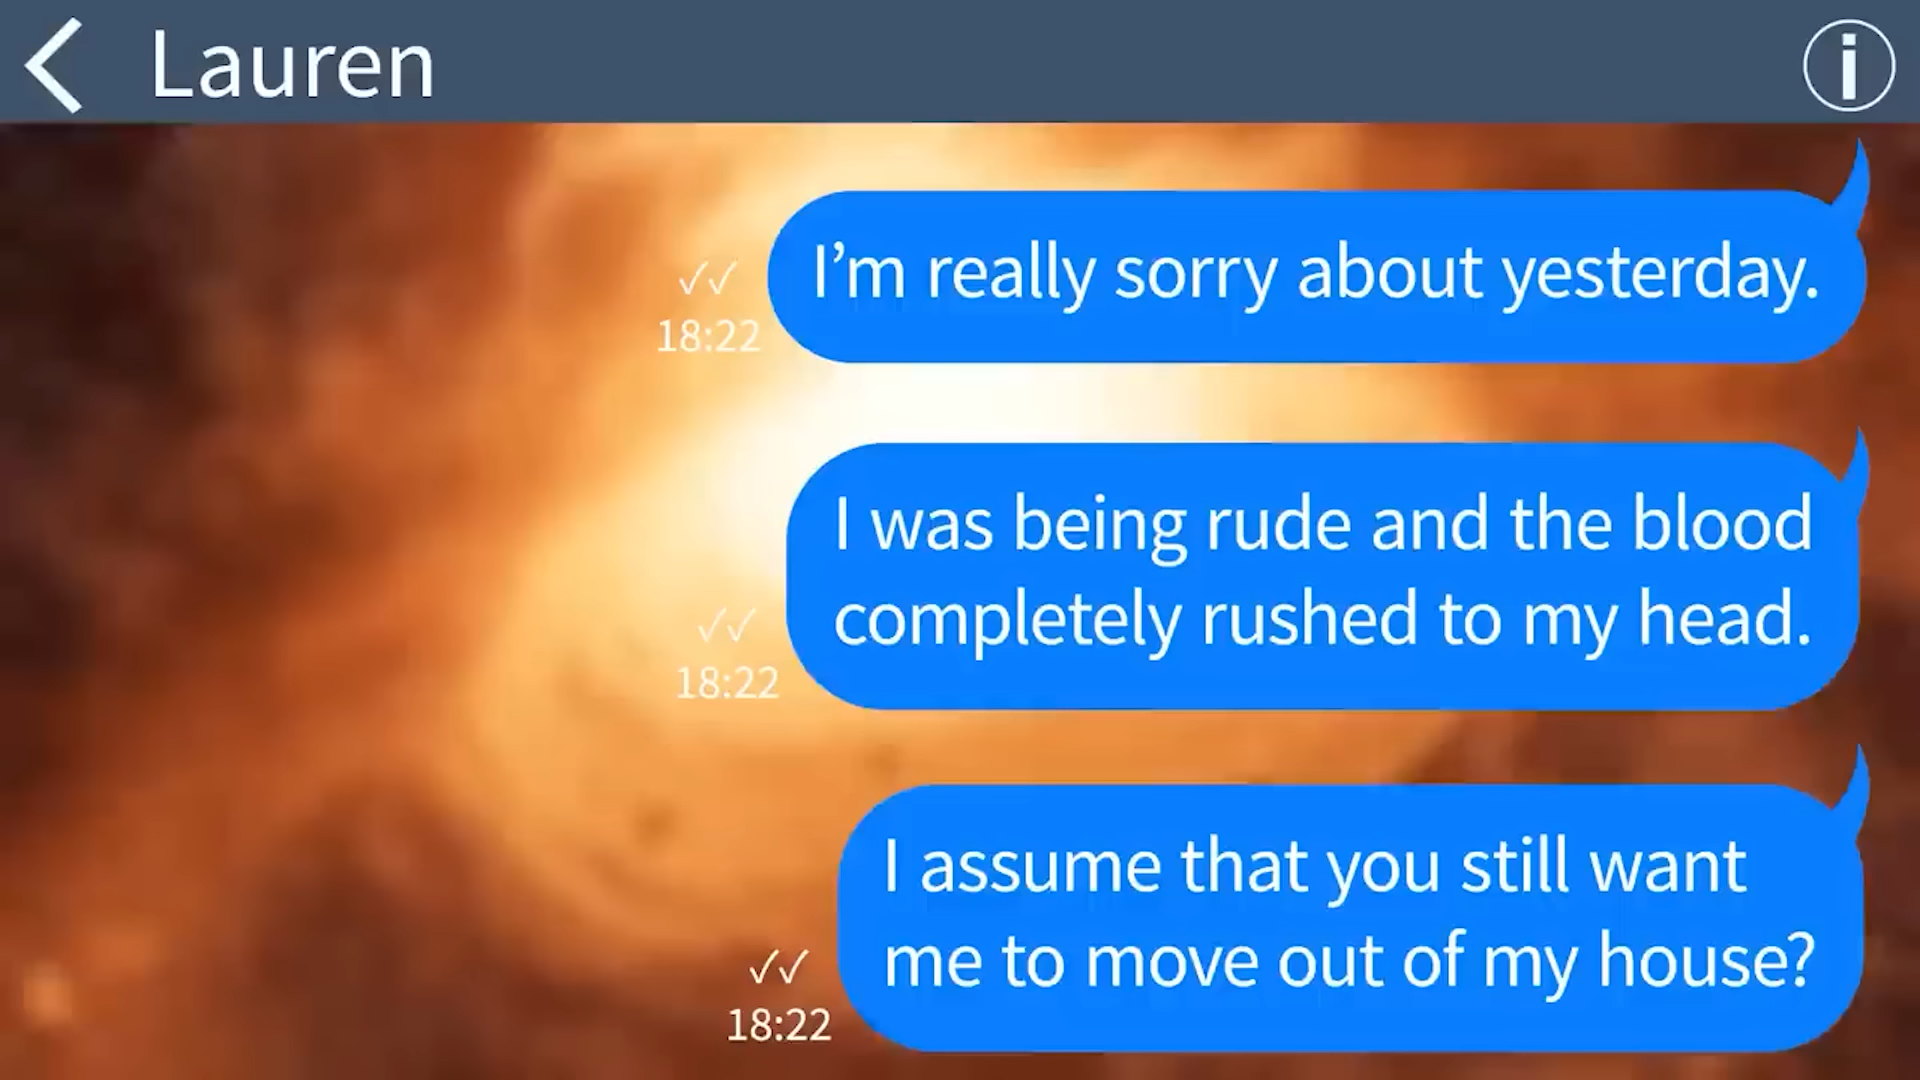 Lauren
I’m really sorry about yesterday.
✓✓
18:22
I was being rude and the blood
completely rushed to my head.
✓✓
18:22
I assume that you still want
me to move out of my house?
✓✓
18:22